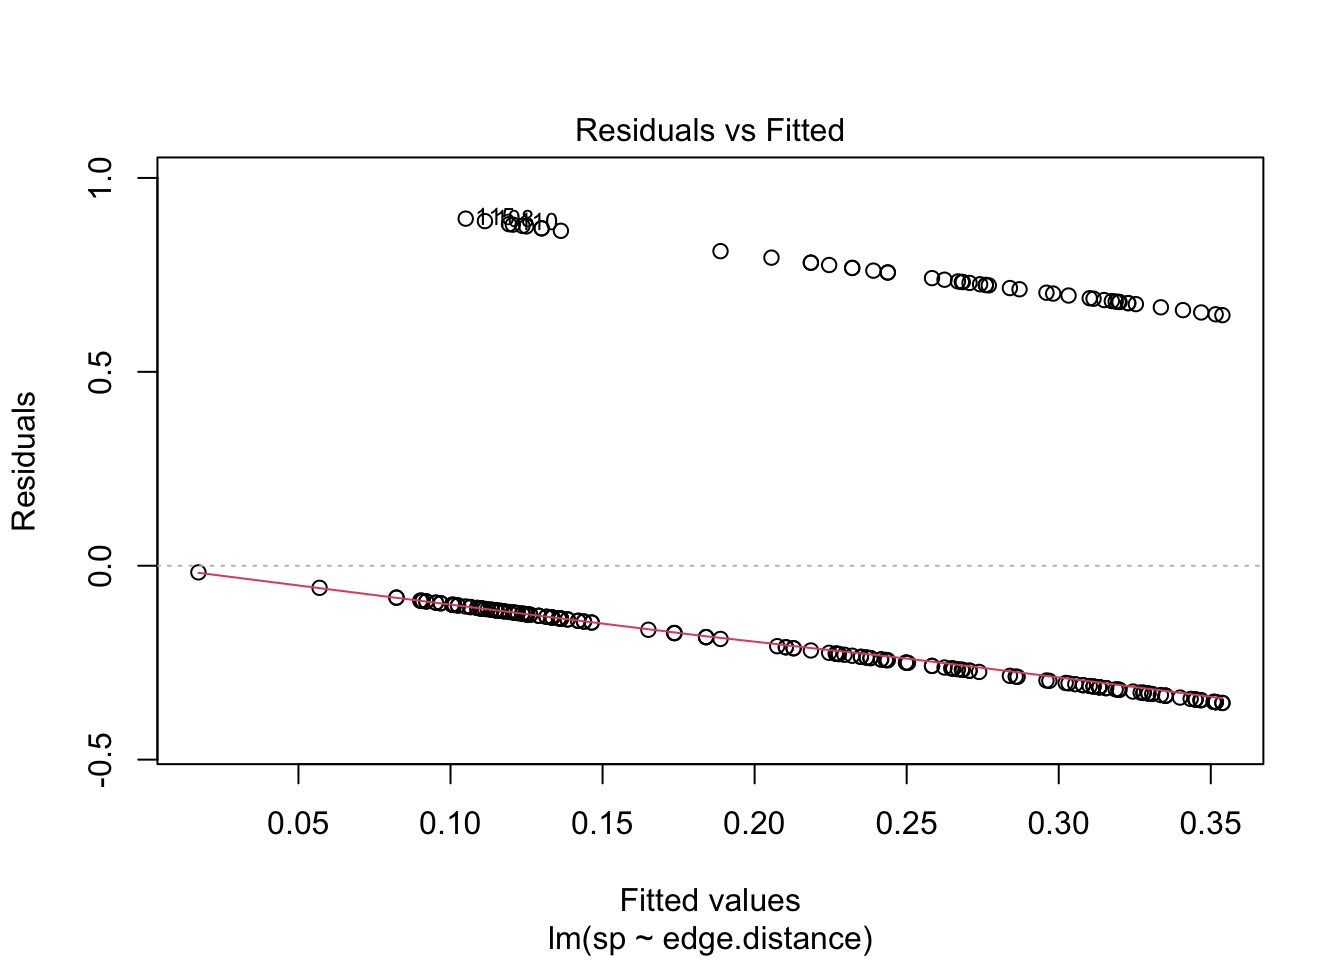 Residuals vs Fitted
1.0
0.5
0.0
-0.5
Residuals
0.05 0.10 0.15 0.20 0.25 0.30 0.35
Fitted values
lm(sp ~ edge.distance)